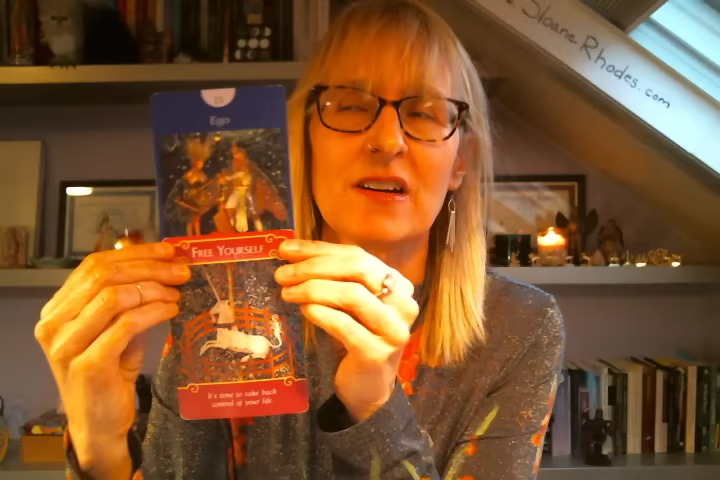 SloaneRhodes.com
Ego
FREE YOURSELF
It's time to take back
control of your life.